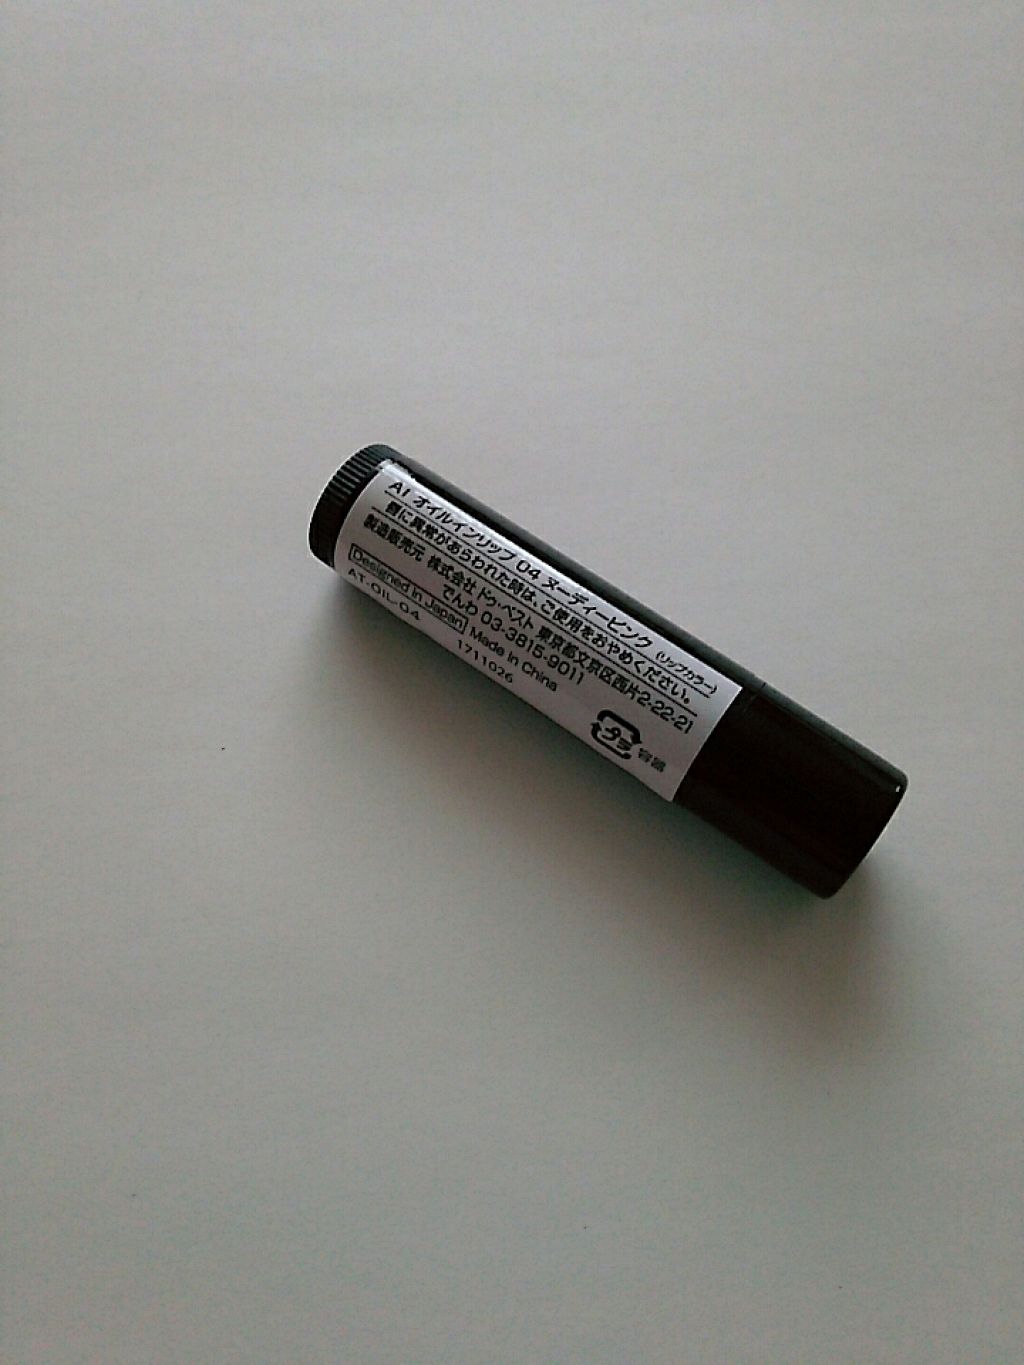 AI オイルインリップ 04 ヌーディーピンク (リップカラー)
唇に異常があらわれた時は、ご使用をおやめください。
製造販売元 株式会社 ドゥ・ベスト 東京都文京区西片2-22-21
でんわ 03-3815-9011
Designed in Japan Made in China
AT-OIL-04 1711026
プラ 容器